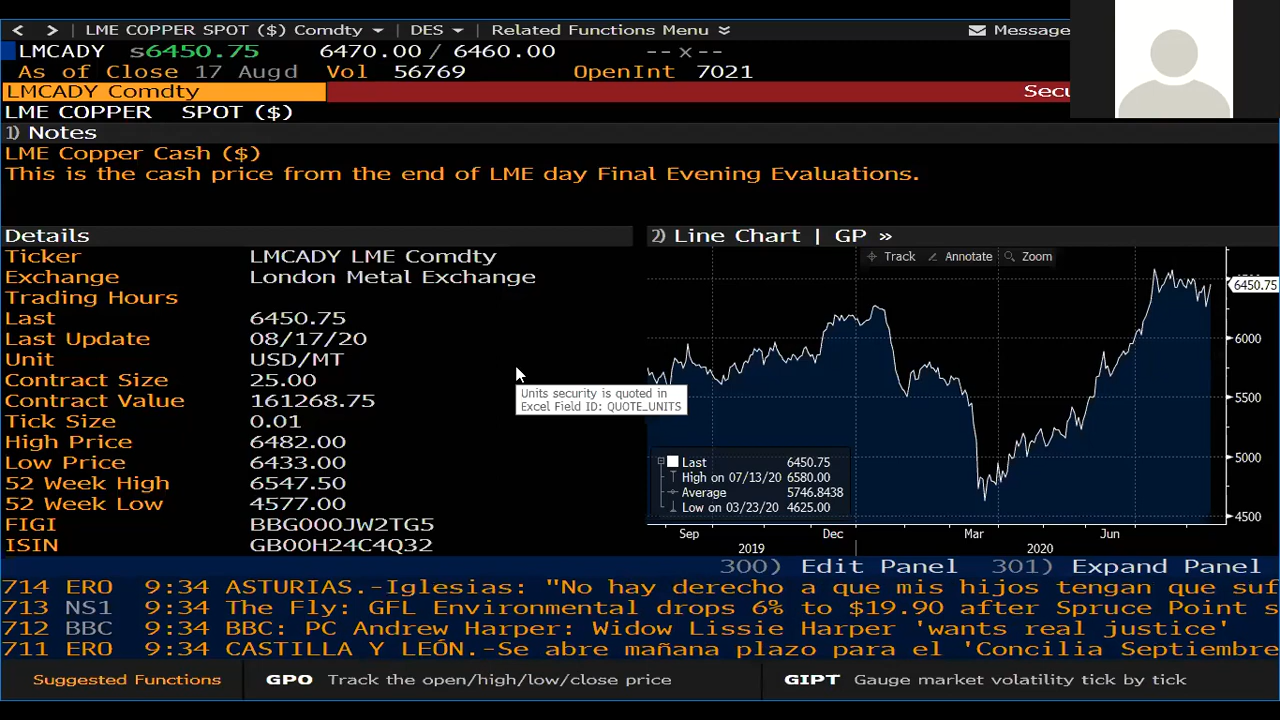 < > LME COPPER SPOT ($) Comdty DES Related Functions Menu Message
LMCADY s6450.75 6470.00 / 6460.00 -- x --
As of Close 17 Augd Vol 56769 OpenInt 7021
LMCADY Comdty Secu
LME COPPER SPOT ($)
1) Notes
LME Copper Cash ($)
This is the cash price from the end of LME day Final Evening Evaluations.
Details
Ticker LMCADY LME Comdty
Exchange London Metal Exchange
Trading Hours
Last 6450.75
Last Update 08/17/20
Unit USD/MT
Contract Size 25.00
Contract Value 161268.75
Tick Size 0.01
High Price 6482.00
Low Price 6433.00
52 Week High 6547.50
52 Week Low 4577.00
FIGI BBG000JW2TG5
ISIN GB00H24C4Q32
Units security is quoted in
Excel Field ID: QUOTE_UNITS
2) Line Chart | GP »
Track Annotate Zoom
6450.75
6000
5500
5000
4500
Last 6450.75
High on 07/13/20 6580.00
Average 5746.8438
Low on 03/23/20 4625.00
Sep Dec Mar Jun
2019 2020
300) Edit Panel 301) Expand Panel
714 ERO 9:34 ASTURIAS.-Iglesias: "No hay derecho a que mis hijos tengan que suf
713 NS1 9:34 The Fly: GFL Environmental drops 6% to $19.90 after Spruce Point s
712 BBC 9:34 BBC: PC Andrew Harper: Widow Lissie Harper 'wants real justice'
711 ERO 9:34 CASTILLA Y LEÓN.-Se abre mañana plazo para el 'Concilia Septiembre
Suggested Functions GPO Track the open/high/low/close price GIPT Gauge market volatility tick by tick